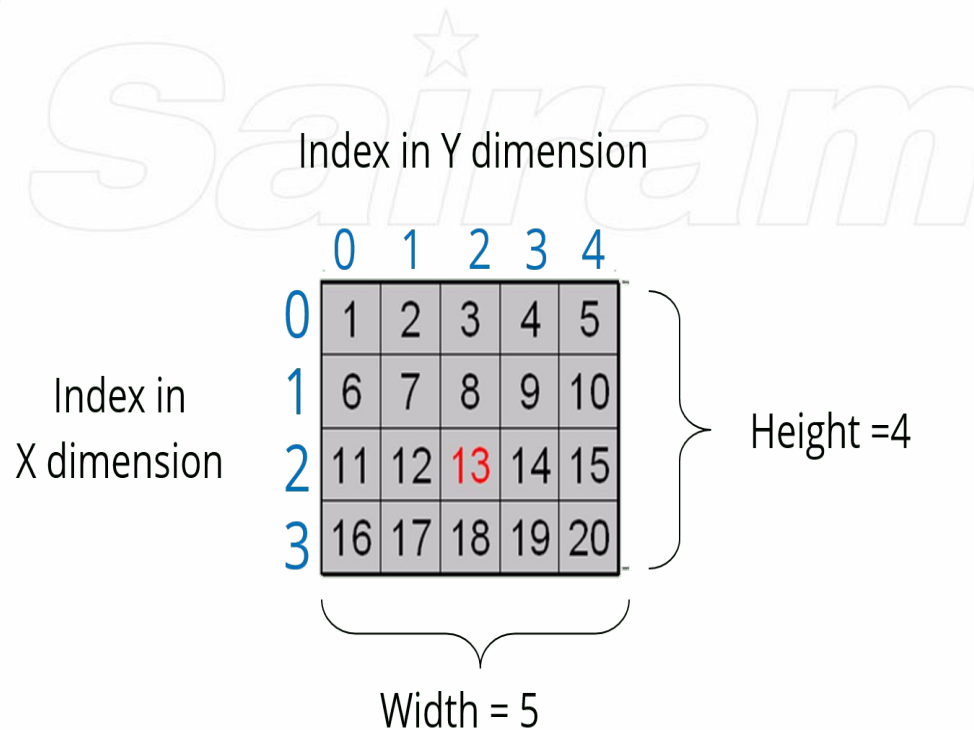 Sairam
Index in Y dimension
0 1 2 3 4
0 1 2 3 4 5
1 6 7 8 9 10
2 11 12 13 14 15
3 16 17 18 19 20
Index in
X dimension
Height =4
Width = 5